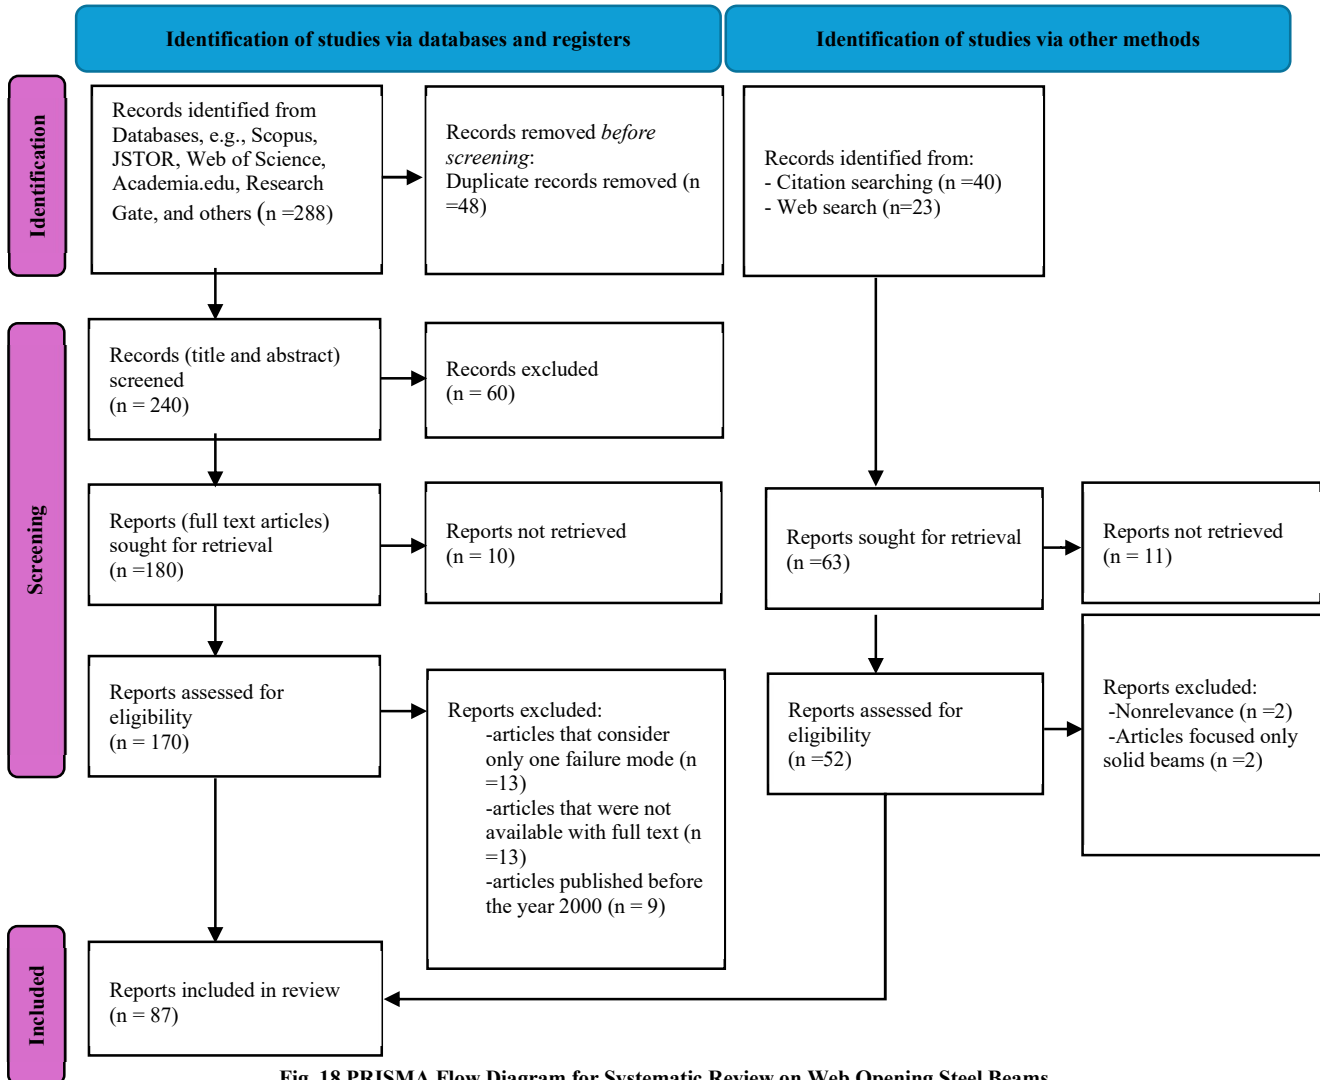 Identification of studies via databases and registers
Identification of studies via other methods
Identification
Records identified from
Databases, e.g., Scopus,
JSTOR, Web of Science,
Academia.edu, Research
Gate, and others (n =288)
Records removed before
screening:
Duplicate records removed (n
=48)
Records identified from:
- Citation searching (n =40)
- Web search (n=23)
Screening
Records (title and abstract)
screened
(n = 240)
Records excluded
(n = 60)
Reports (full text articles)
sought for retrieval
(n =180)
Reports not retrieved
(n = 10)
Reports sought for retrieval
(n =63)
Reports not retrieved
(n = 11)
Reports assessed for
eligibility
(n = 170)
Reports excluded:
-articles that consider
only one failure mode (n
=13)
-articles that were not
available with full text (n
=13)
-articles published before
the year 2000 (n = 9)
Reports assessed for
eligibility
(n =52)
Reports excluded:
-Nonrelevance (n =2)
-Articles focused only
solid beams (n =2)
Included
Reports included in review
(n = 87)
Fig. 18 PRISMA Flow Diagram for Systematic Review on Web Opening Steel Beams